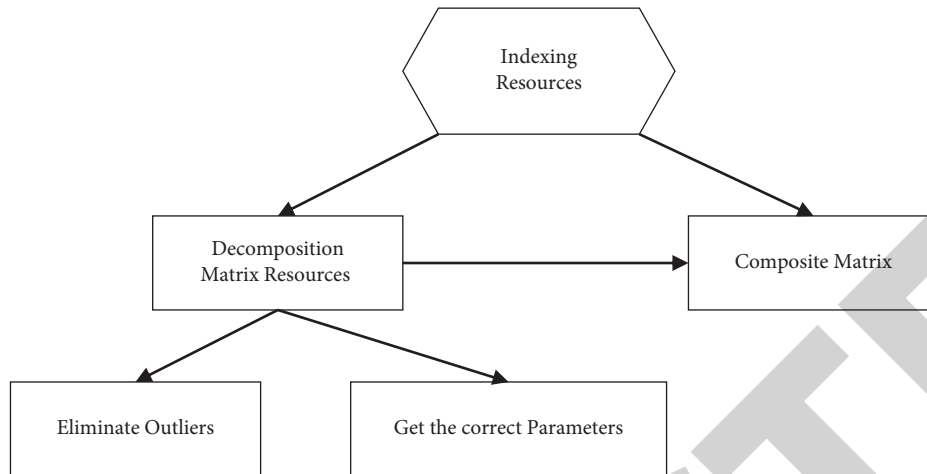 Indexing
Resources
Decomposition
Matrix Resources
Composite Matrix
Eliminate Outliers
Get the correct Parameters